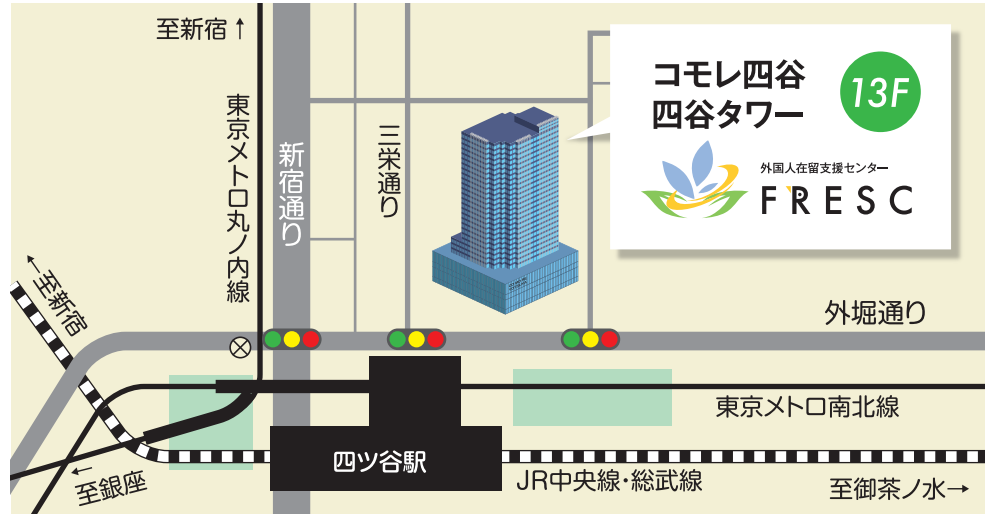 至新宿↑
東京メトロ丸ノ内線
新宿通り
三栄通り
コモレ四谷
四谷タワー
13F
外国人在留支援センター
FRESC
←至新宿
外堀通り
東京メトロ南北線
四ツ谷駅
JR中央線・総武線
←
至銀座
至御茶ノ水→